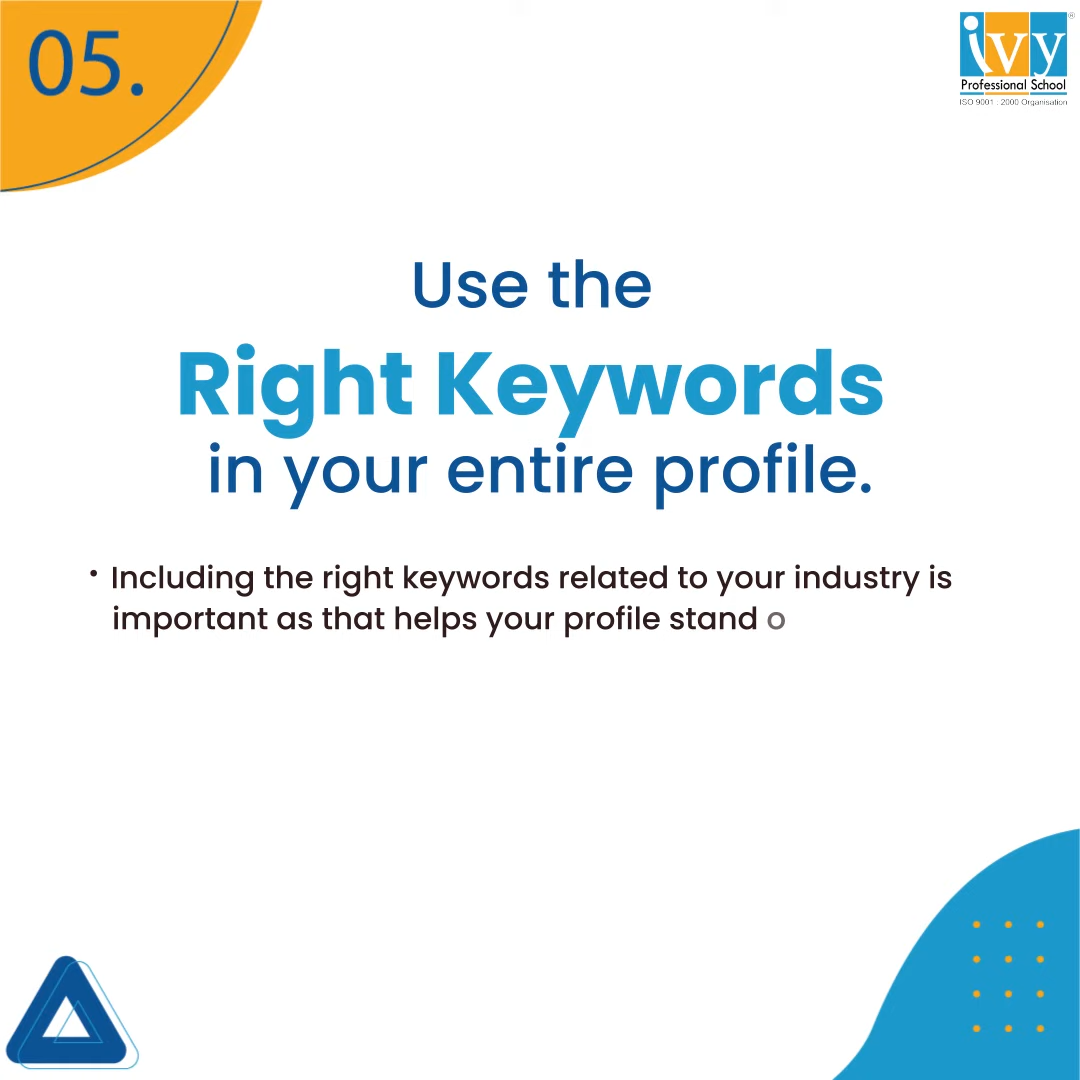 05.
ivy
Professional School
ISO 9001 : 2000 Organisation
Use the
Right Keywords
in your entire profile.
• Including the right keywords related to your industry is
important as that helps your profile stand o